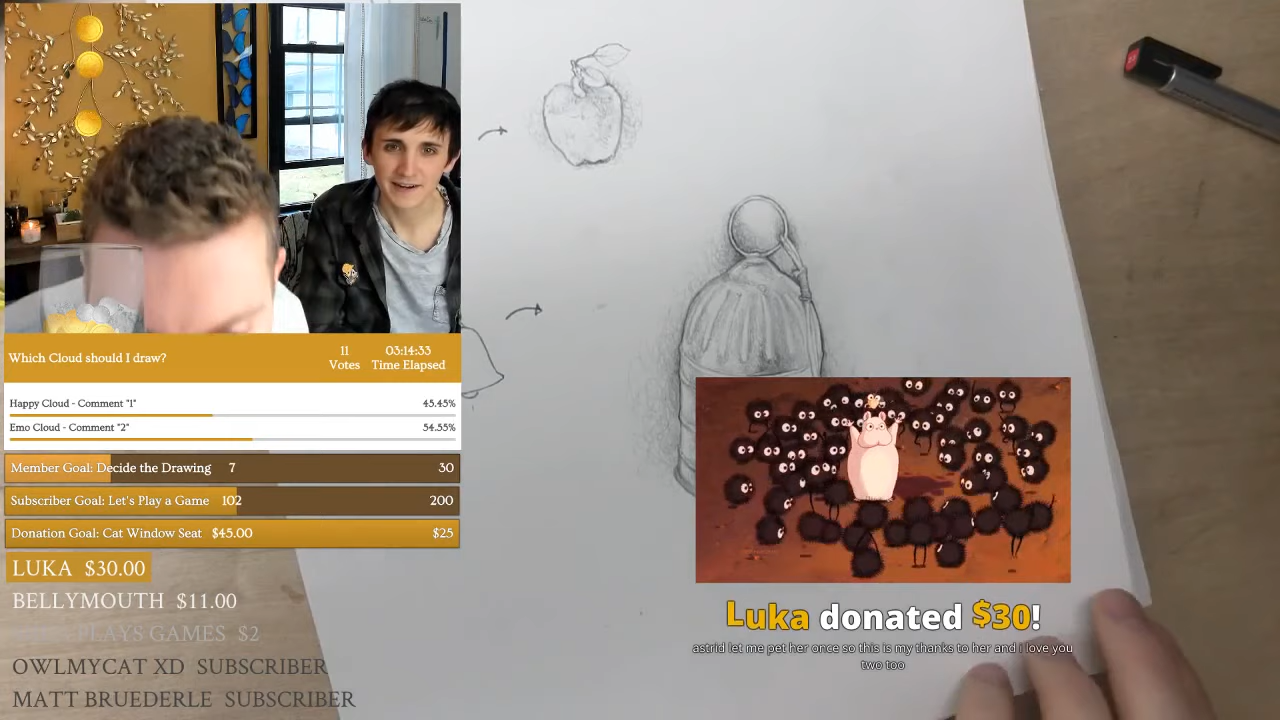 Which Cloud should I draw?
11
Votes
03:14:33
Time Elapsed
Happy Cloud - Comment "1"
45.45%
Emo Cloud - Comment "2"
54.55%
Member Goal: Decide the Drawing 7 30
Subscriber Goal: Let's Play a Game 102 200
Donation Goal: Cat Window Seat $45.00 $25
LUKA $30.00
BELLYMOUTH $11.00
PLAYS GAMES $2
OWLMYCAT XD SUBSCRIBER
MATT BRUEDERLE SUBSCRIBER
Luka donated $30!
astrid let me pet her once so this is my thanks to her and i love you
two too